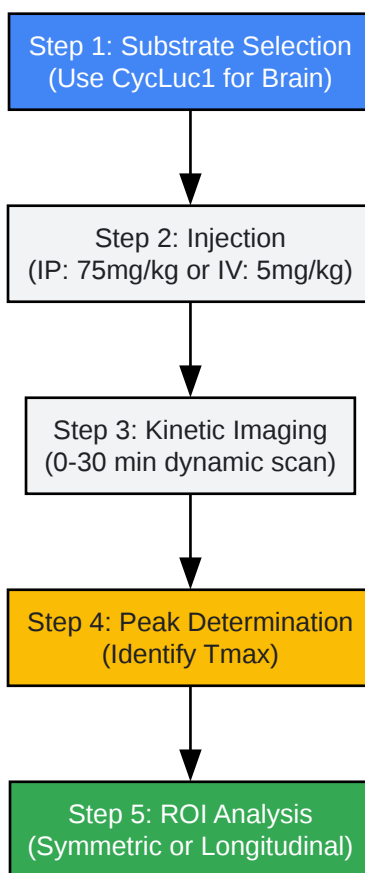 Step 1: Substrate Selection
(Use CycLuc1 for Brain)
Step 2: Injection
(IP: 75mg/kg or IV: 5mg/kg)
Step 3: Kinetic Imaging
(0-30 min dynamic scan)
Step 4: Peak Determination
(Identify Tmax)
Step 5: ROI Analysis
(Symmetric or Longitudinal)